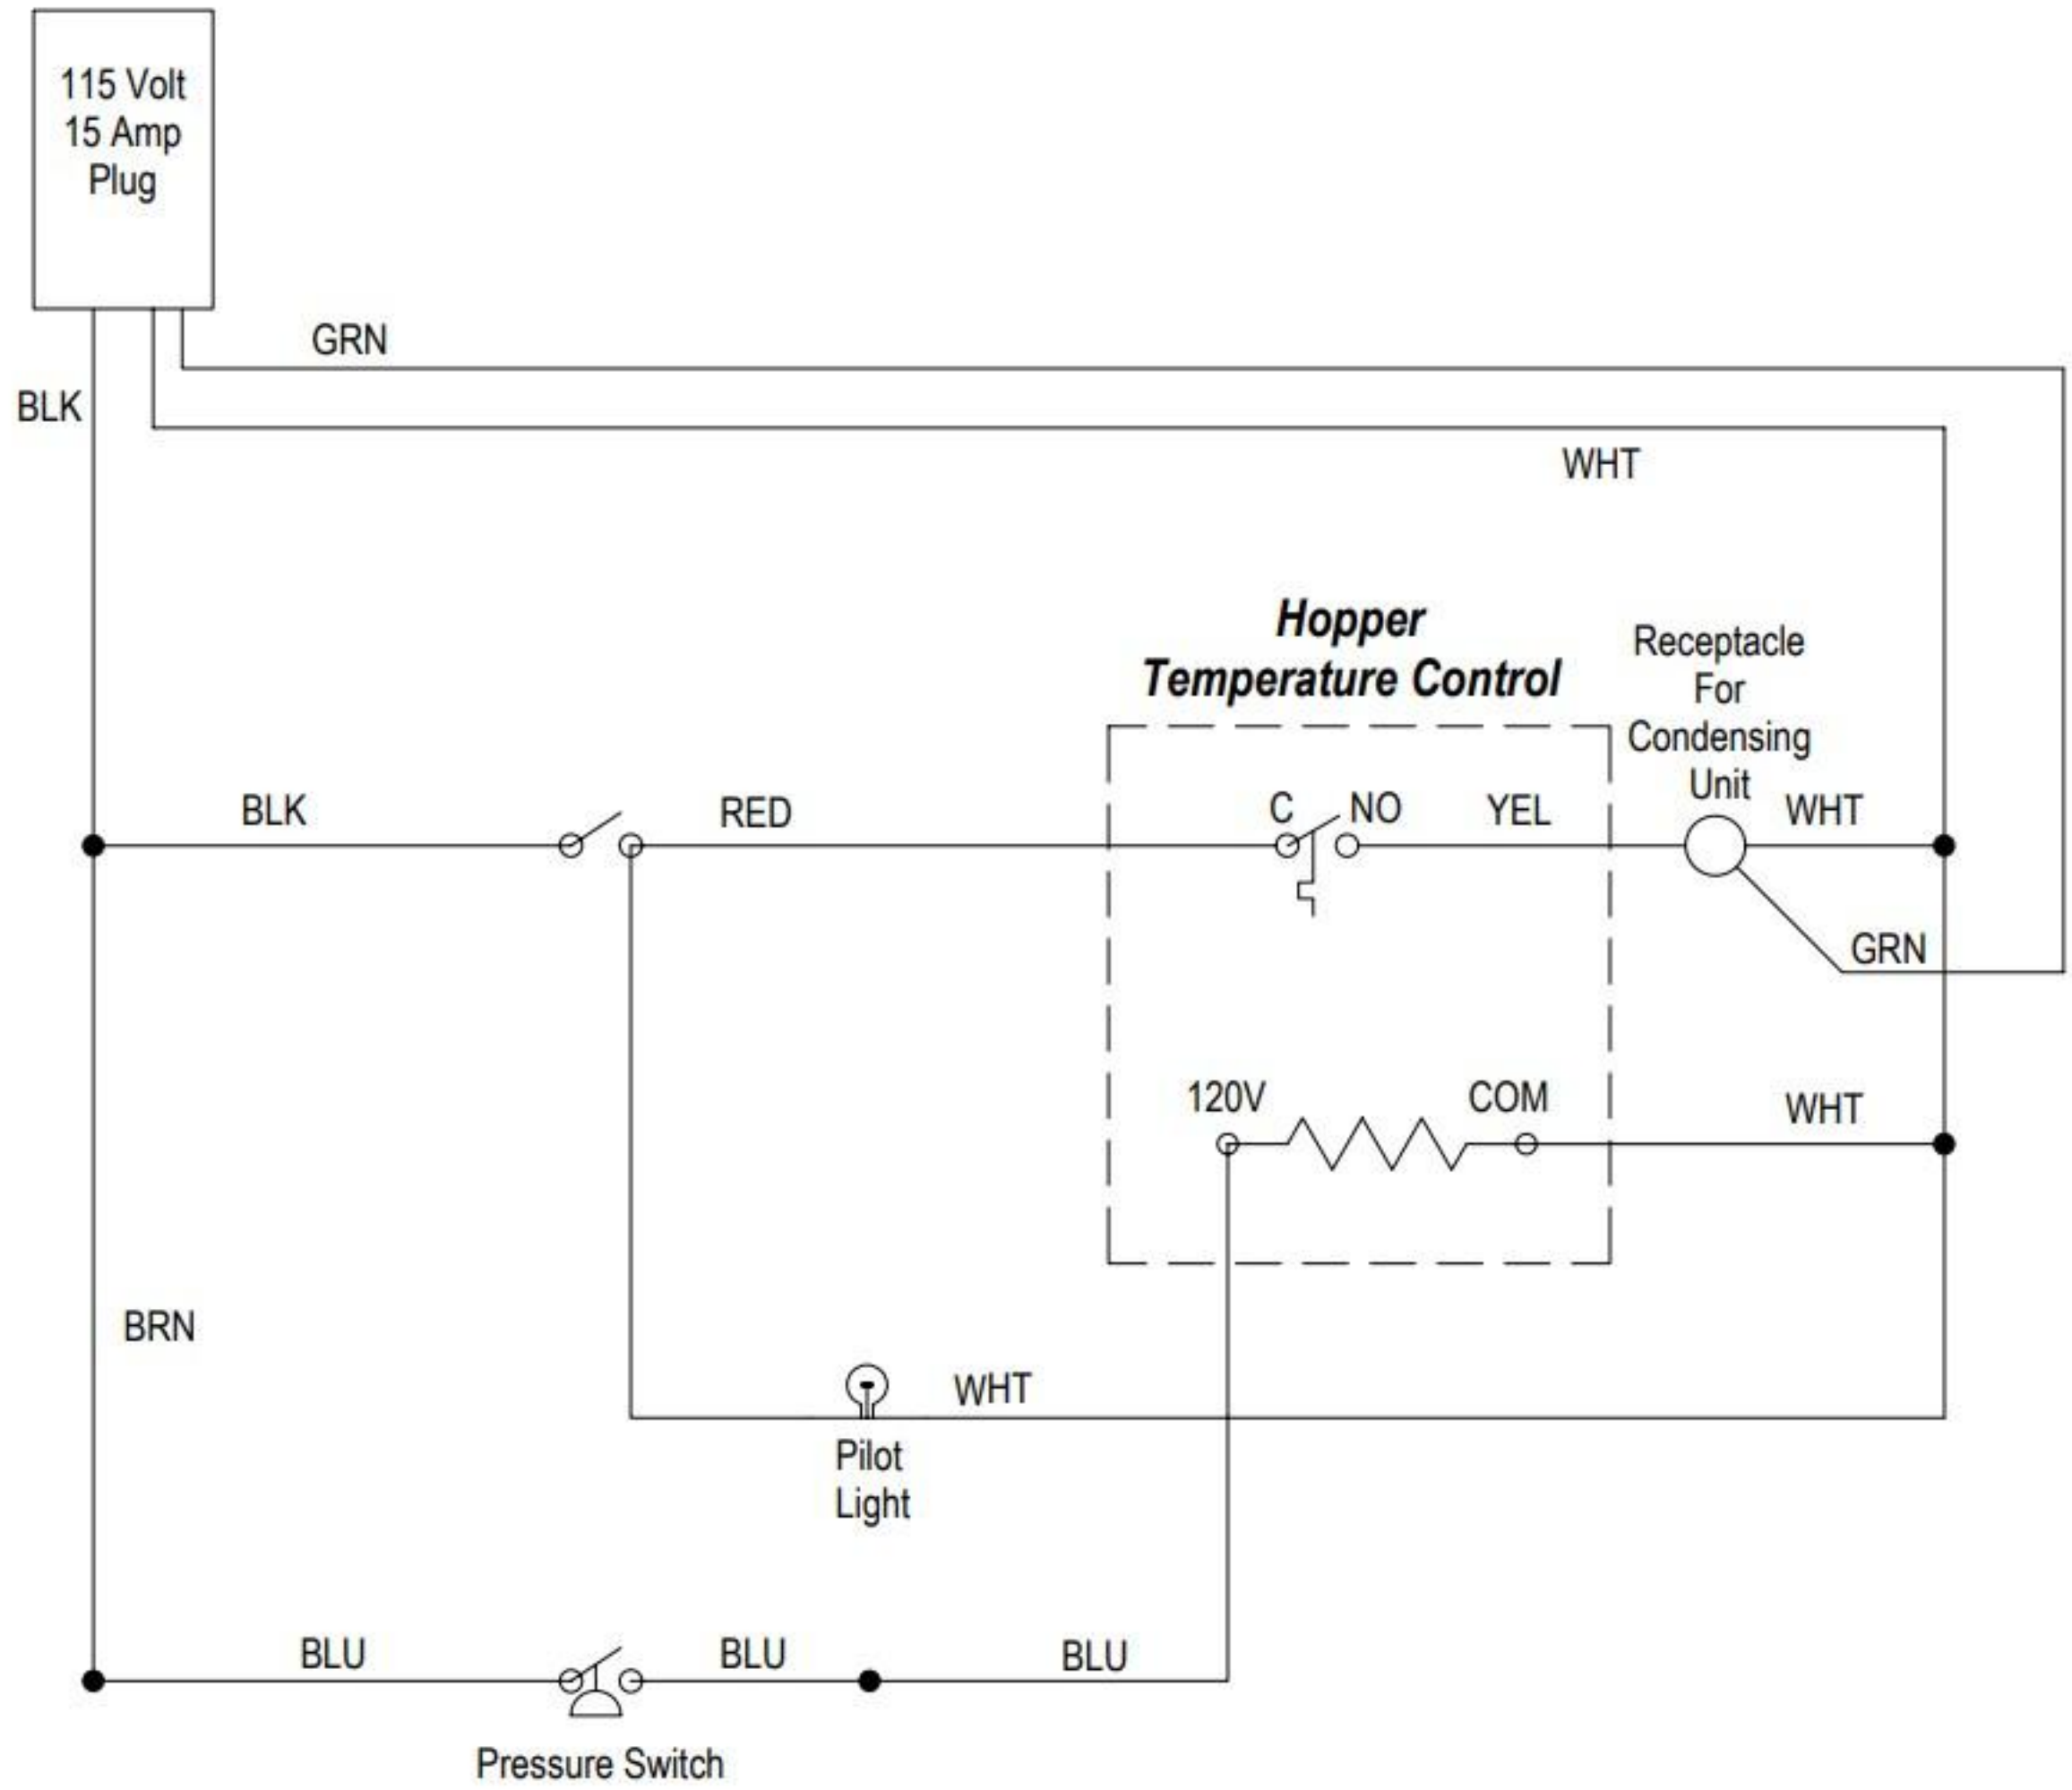 115 Volt
15 Amp
Plug
GRN
BLK
WHT
Hopper
Temperature Control
Receptacle
For
Condensing
Unit
BLK
RED
C
NO
YEL
WHT
GRN
120V
COM
WHT
BRN
WHT
Pilot
Light
BLU
BLU
BLU
Pressure Switch